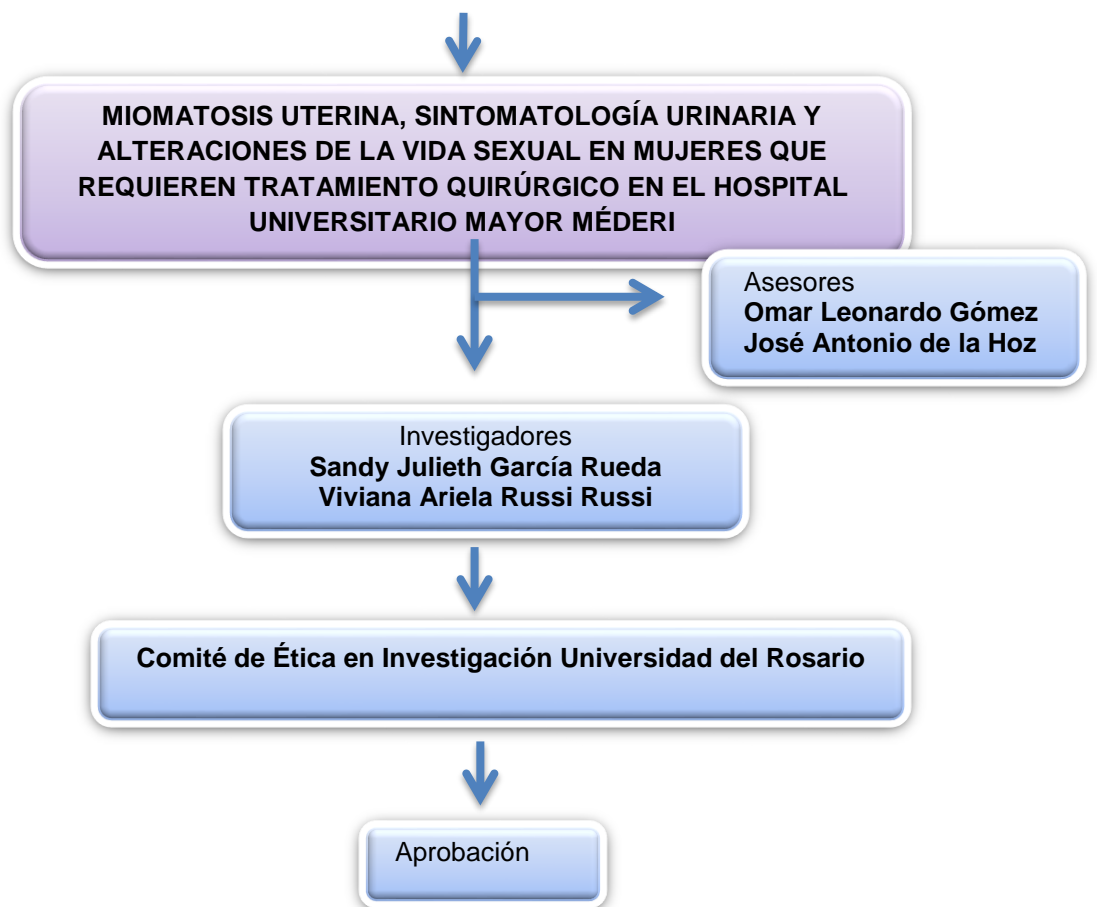 MIOMATOSIS UTERINA, SINTOMATOLOGÍA URINARIA Y
ALTERACIONES DE LA VIDA SEXUAL EN MUJERES QUE
REQUIEREN TRATAMIENTO QUIRÚRGICO EN EL HOSPITAL
UNIVERSITARIO MAYOR MÉDERI
Asesores
Omar Leonardo Gómez
José Antonio de la Hoz
Investigadores
Sandy Julieth García Rueda
Viviana Ariela Russi Russi
Comité de Ética en Investigación Universidad del Rosario
Aprobación